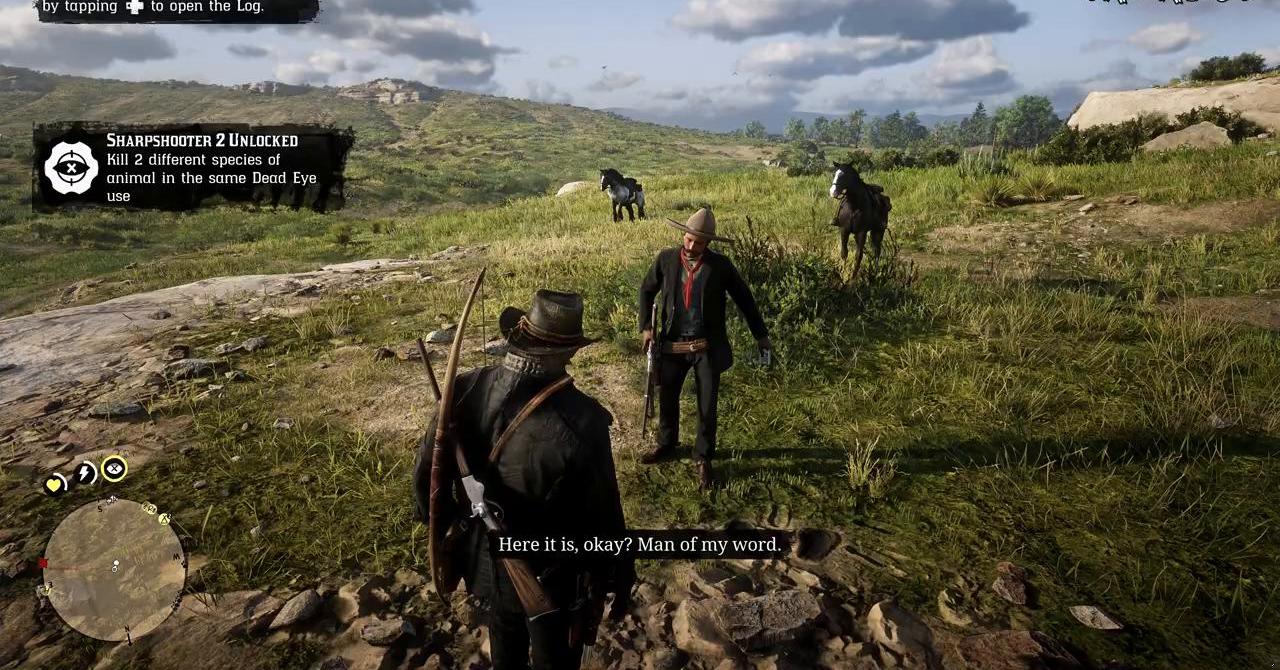 by tapping to open the Log.
SHARPSHOOTER 2 UNLOCKED
Kill 2 different species of
animal in the same Dead Eye
use
Here it is, okay? Man of my word.
S
W
E
N